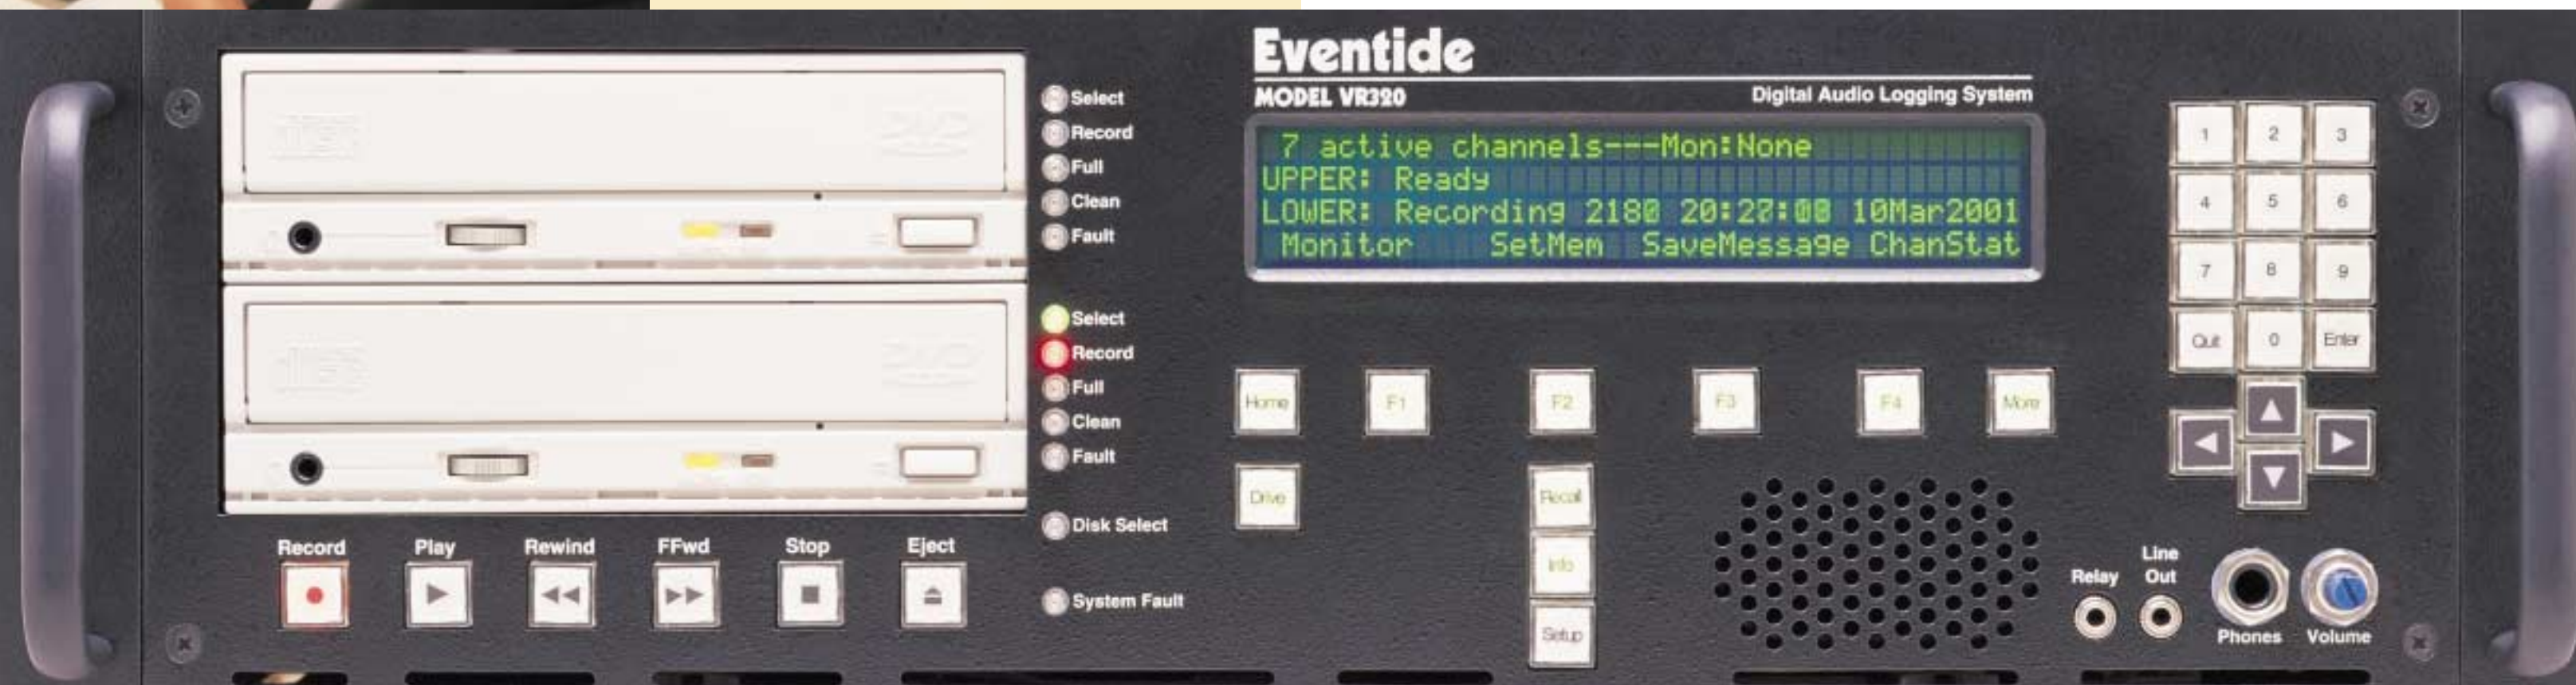 Eventide
MODEL VR320 Digital Audio Logging System
7 active channels---Mon:None
UPPER: Ready
LOWER: Recording 2180 20:27:08 10Mar2001
Monitor SetMem SaveMessage ChanStat
Select
Record
Full
Clean
Fault
Select
Record
Full
Clean
Fault
Disk Select
System Fault
Record Play Rewind FFwd Stop Eject
Home F1 F2 F3 F4 More
Drive
Recall
Info
Setup
1 2 3
4 5 6
7 8 9
Quit 0 Enter
Relay
Line
Out
Phones Volume